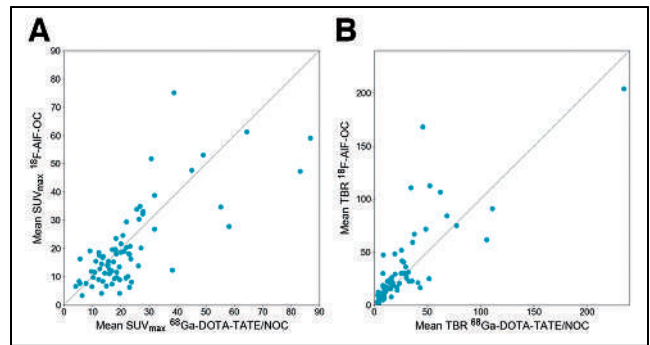 A
90
80
70
60
50
40
30
20
10
0
0 10 20 30 40 50 60 70 80 90
Mean SUVmax 18F-AlF-OC
Mean SUVmax 68Ga-DOTA-TATE/NOC
B
200
150
100
50
0
0 50 100 150 200
Mean TBR 18F-AlF-OC
Mean TBR 68Ga-DOTA-TATE/NOC